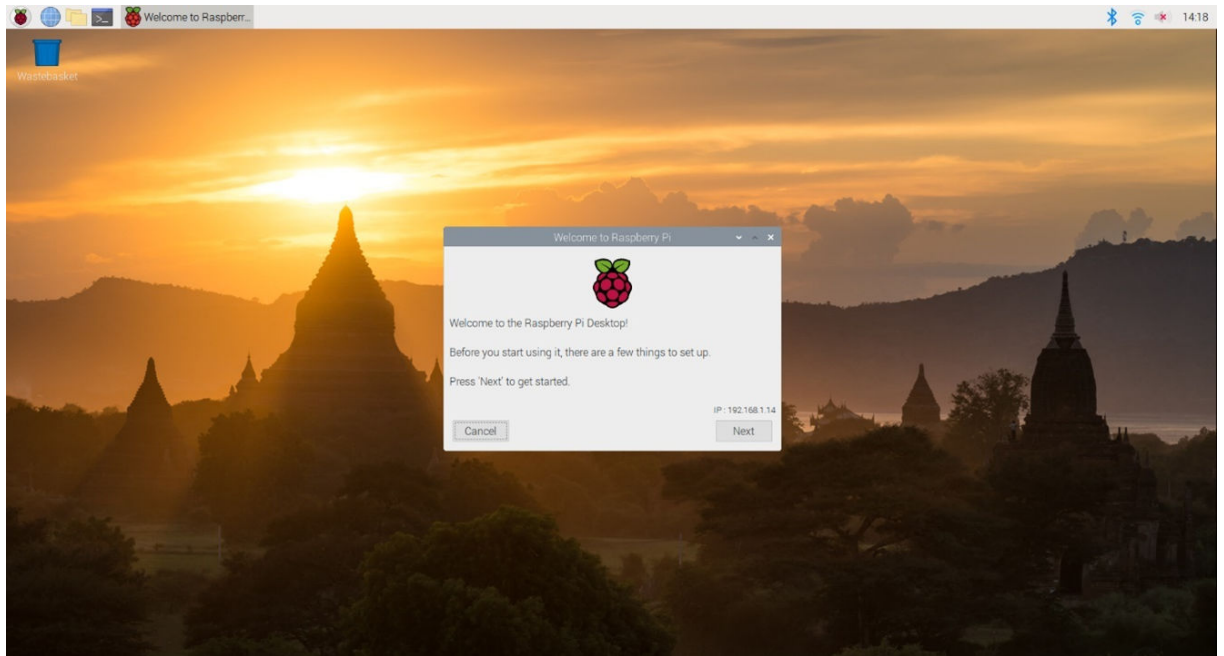 Welcome to Raspberr...
14:18
Wastebasket
Welcome to Raspberry Pi
Welcome to the Raspberry Pi Desktop!
Before you start using it, there are a few things to set up.
Press 'Next' to get started.
IP : 192.168.1.14
Cancel
Next